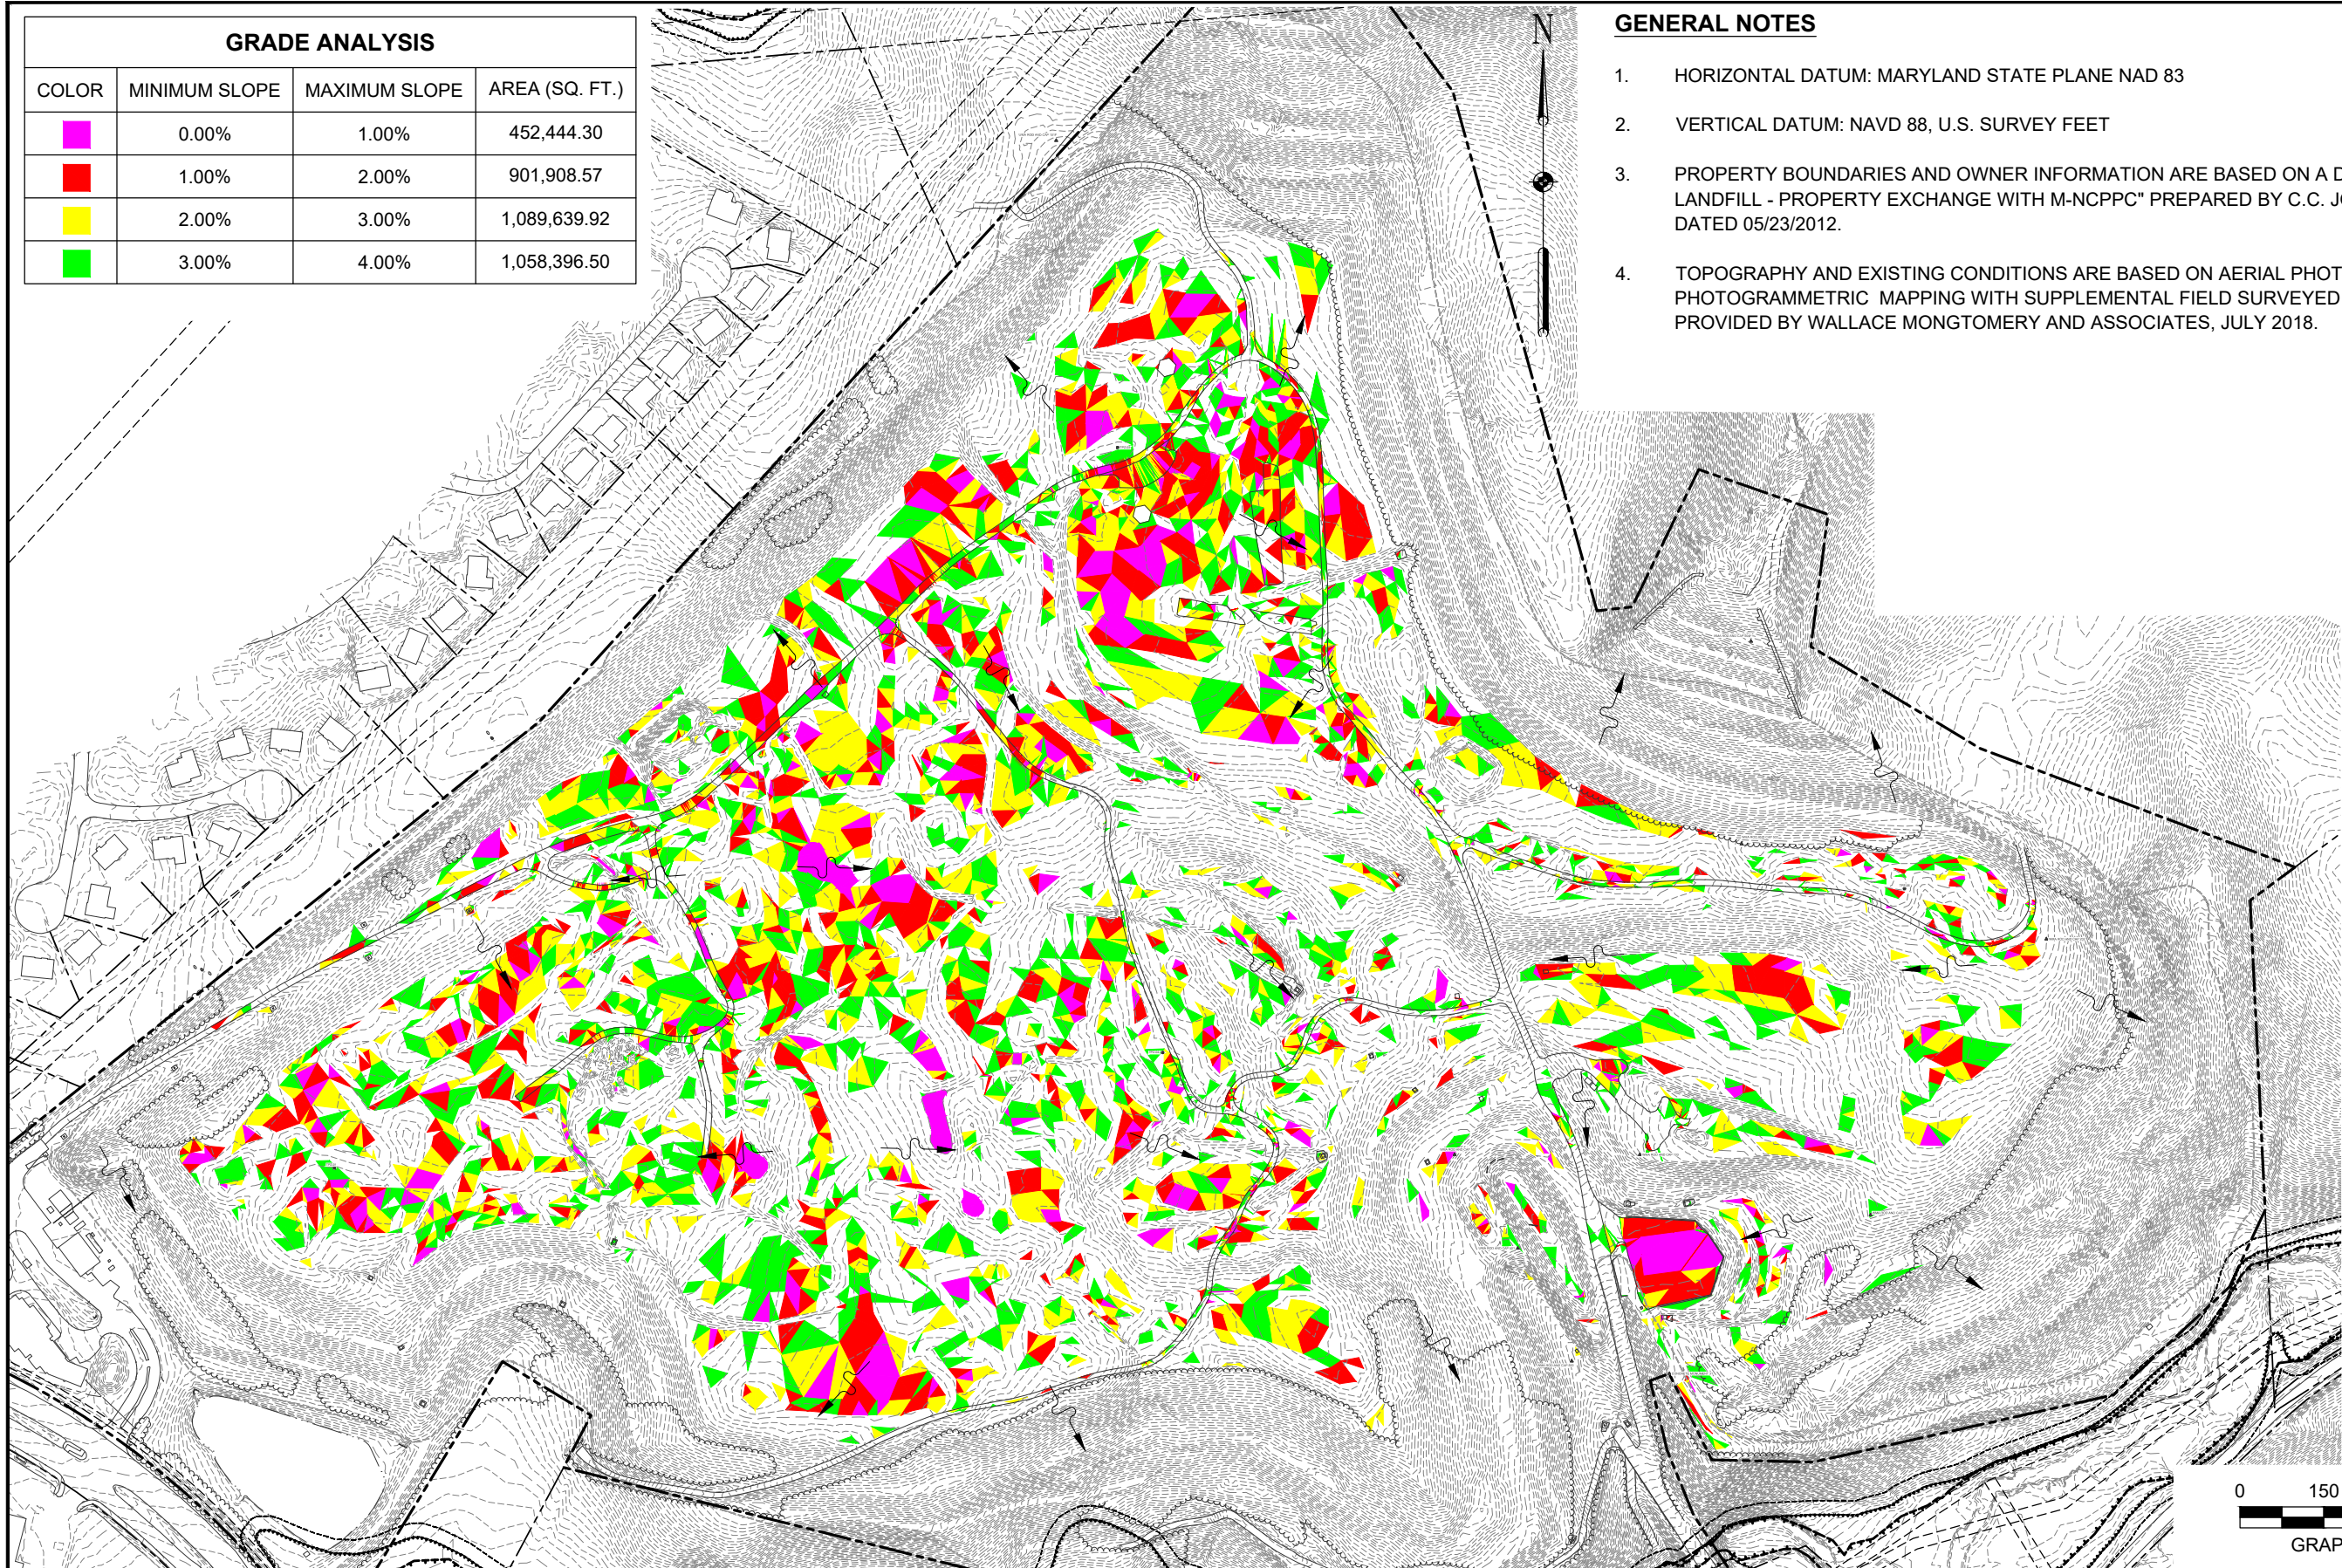 GRADE ANALYSIS
COLOR MINIMUM SLOPE MAXIMUM SLOPE AREA (SQ. FT.)
0.00% 1.00% 452,444.30
1.00% 2.00% 901,908.57
2.00% 3.00% 1,089,639.92
3.00% 4.00% 1,058,396.50
N
GENERAL NOTES
1. HORIZONTAL DATUM: MARYLAND STATE PLANE NAD 83
2. VERTICAL DATUM: NAVD 88, U.S. SURVEY FEET
3. PROPERTY BOUNDARIES AND OWNER INFORMATION ARE BASED ON A D
LANDFILL - PROPERTY EXCHANGE WITH M-NCPPC" PREPARED BY C.C. JO
DATED 05/23/2012.
4. TOPOGRAPHY AND EXISTING CONDITIONS ARE BASED ON AERIAL PHOT
PHOTOGRAMMETRIC MAPPING WITH SUPPLEMENTAL FIELD SURVEYED
PROVIDED BY WALLACE MONGTOMERY AND ASSOCIATES, JULY 2018.
0 150
GRAP